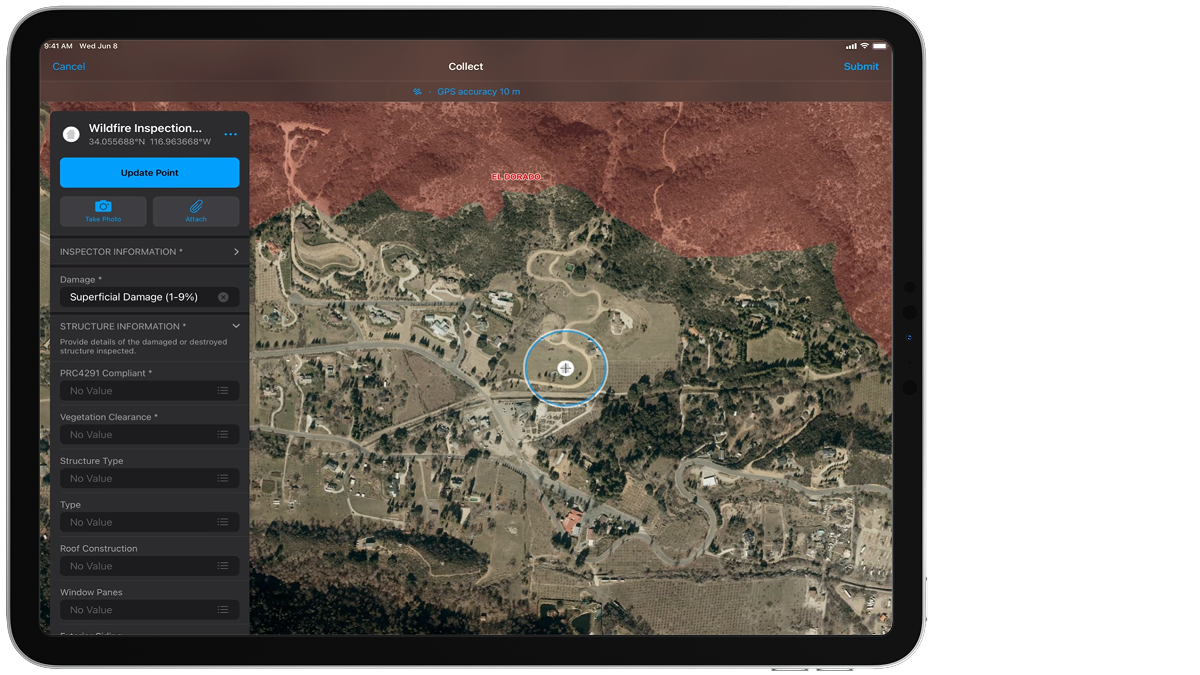 9:41 AM Wed Jun 8
Cancel
Collect
Submit
GPS accuracy 10 m
Wildfire Inspection...
34.055688°N 116.963668°W
Update Point
Take Photo
Attach
INSPECTOR INFORMATION *
Damage *
Superficial Damage (1-9%)
STRUCTURE INFORMATION *
Provide details of the damaged or destroyed
structure inspected.
PRC4291 Compliant *
No Value
Vegetation Clearance *
No Value
Structure Type
No Value
Type
No Value
Roof Construction
No Value
Window Panes
No Value
EL DORADO